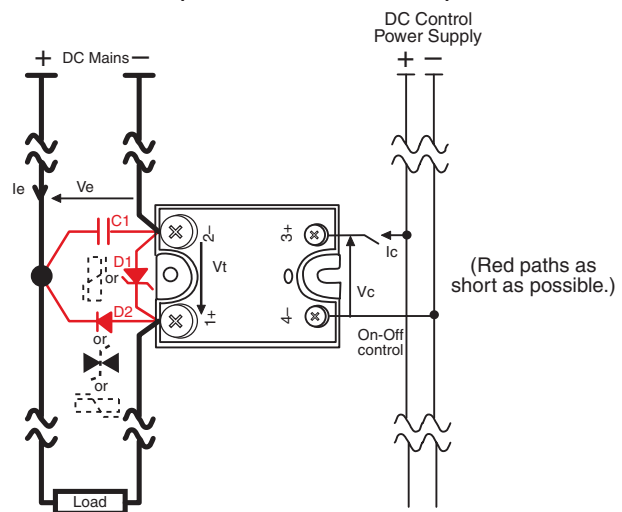 DC Control
Power Supply
+ DC Mains −
+ −
Ie
Ve
C1
2−
3+
Ic
D1
or
Vt
Vc
(Red paths as
short as possible.)
D2
1+
4−
On-Off
control
or
or
Load